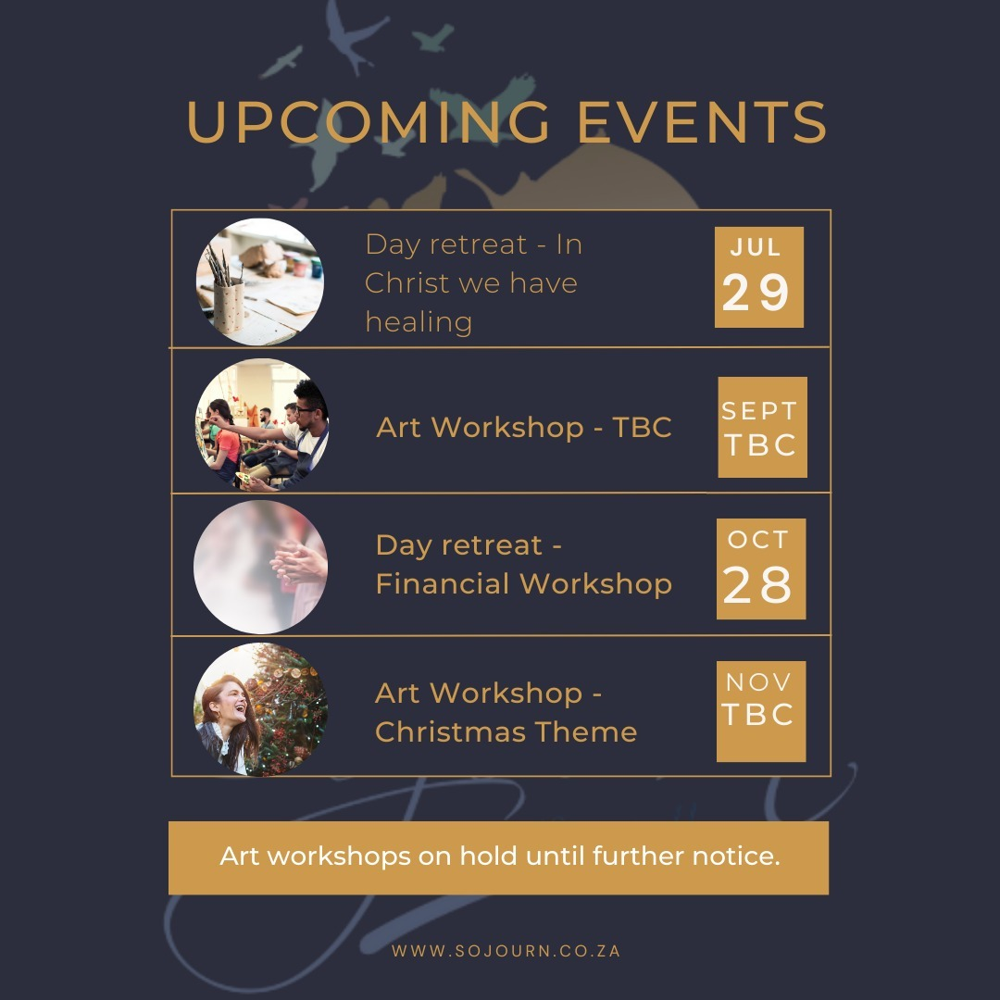 UPCOMING EVENTS
Day retreat - In
Christ we have
healing
JUL
29
Art Workshop - TBC
SEPT
TBC
Day retreat -
Financial Workshop
OCT
28
Art Workshop -
Christmas Theme
NOV
TBC
Art workshops on hold until further notice.
WWW.SOJOURN.CO.ZA